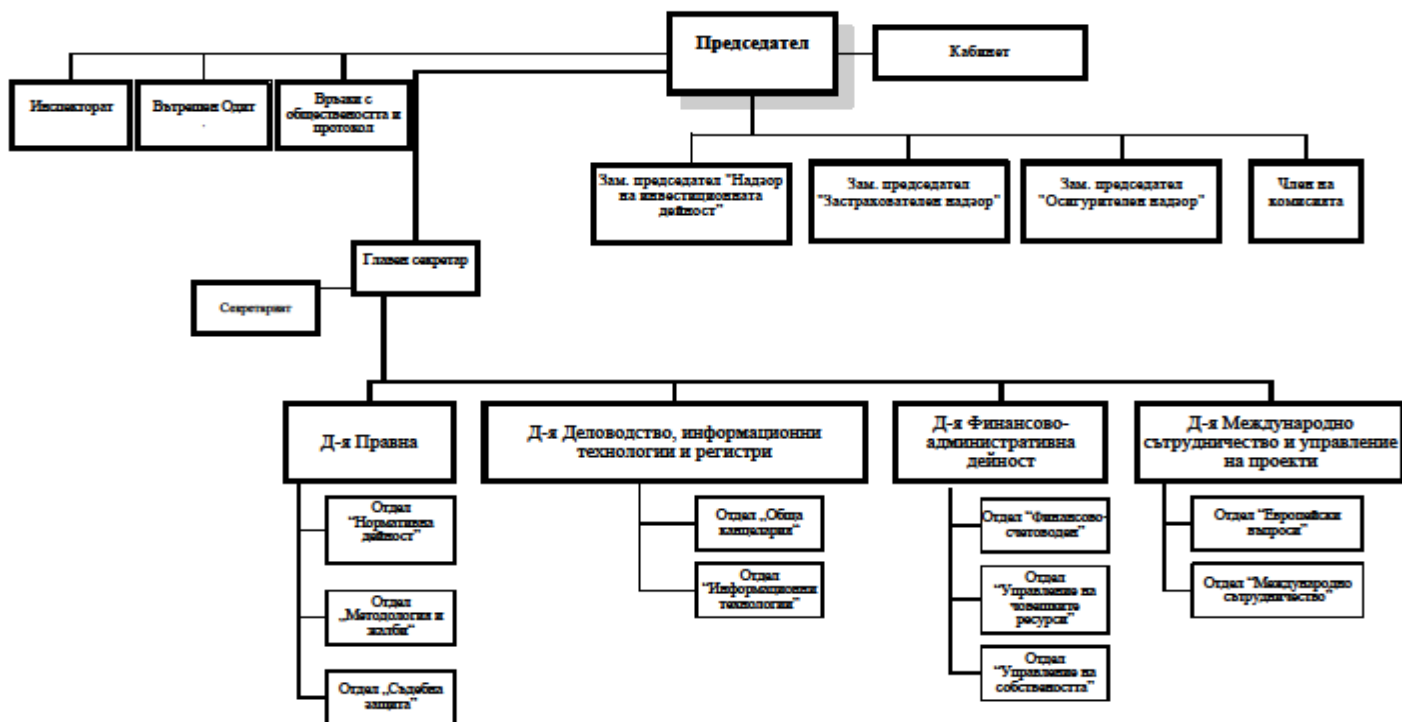 Председател
Кабинет
Инспекторат
Вътрешен Одит
.
Връзки с
обществеността и
протокол
Зам. председател "Надзор
на инвестиционната
дейност"
Зам. председател
"Застрахователен надзор"
Зам. председател
"Осигурителен надзор"
Член на
комисията
Главен секретар
Секретариат
Д-я Правна
Д-я Деловодство, информационни
технологии и регистри
Д-я Финансово-
административна
дейност
Д-я Международно
сътрудничество и управление
на проекти
Отдел
“Нормативна
дейност”
Отдел
„Методология и
жалби“
Отдел „Съдебна
защита”
Отдел „Обща
канцелария“
Отдел
“Информационни
технологии”
Отдел “Финансово-
счетоводен”
Отдел
“Управление на
човешките
ресурси”
Отдел
“Управление на
собствеността”
Отдел “Европейски
въпроси”
Отдел “Международно
сътрудничество”